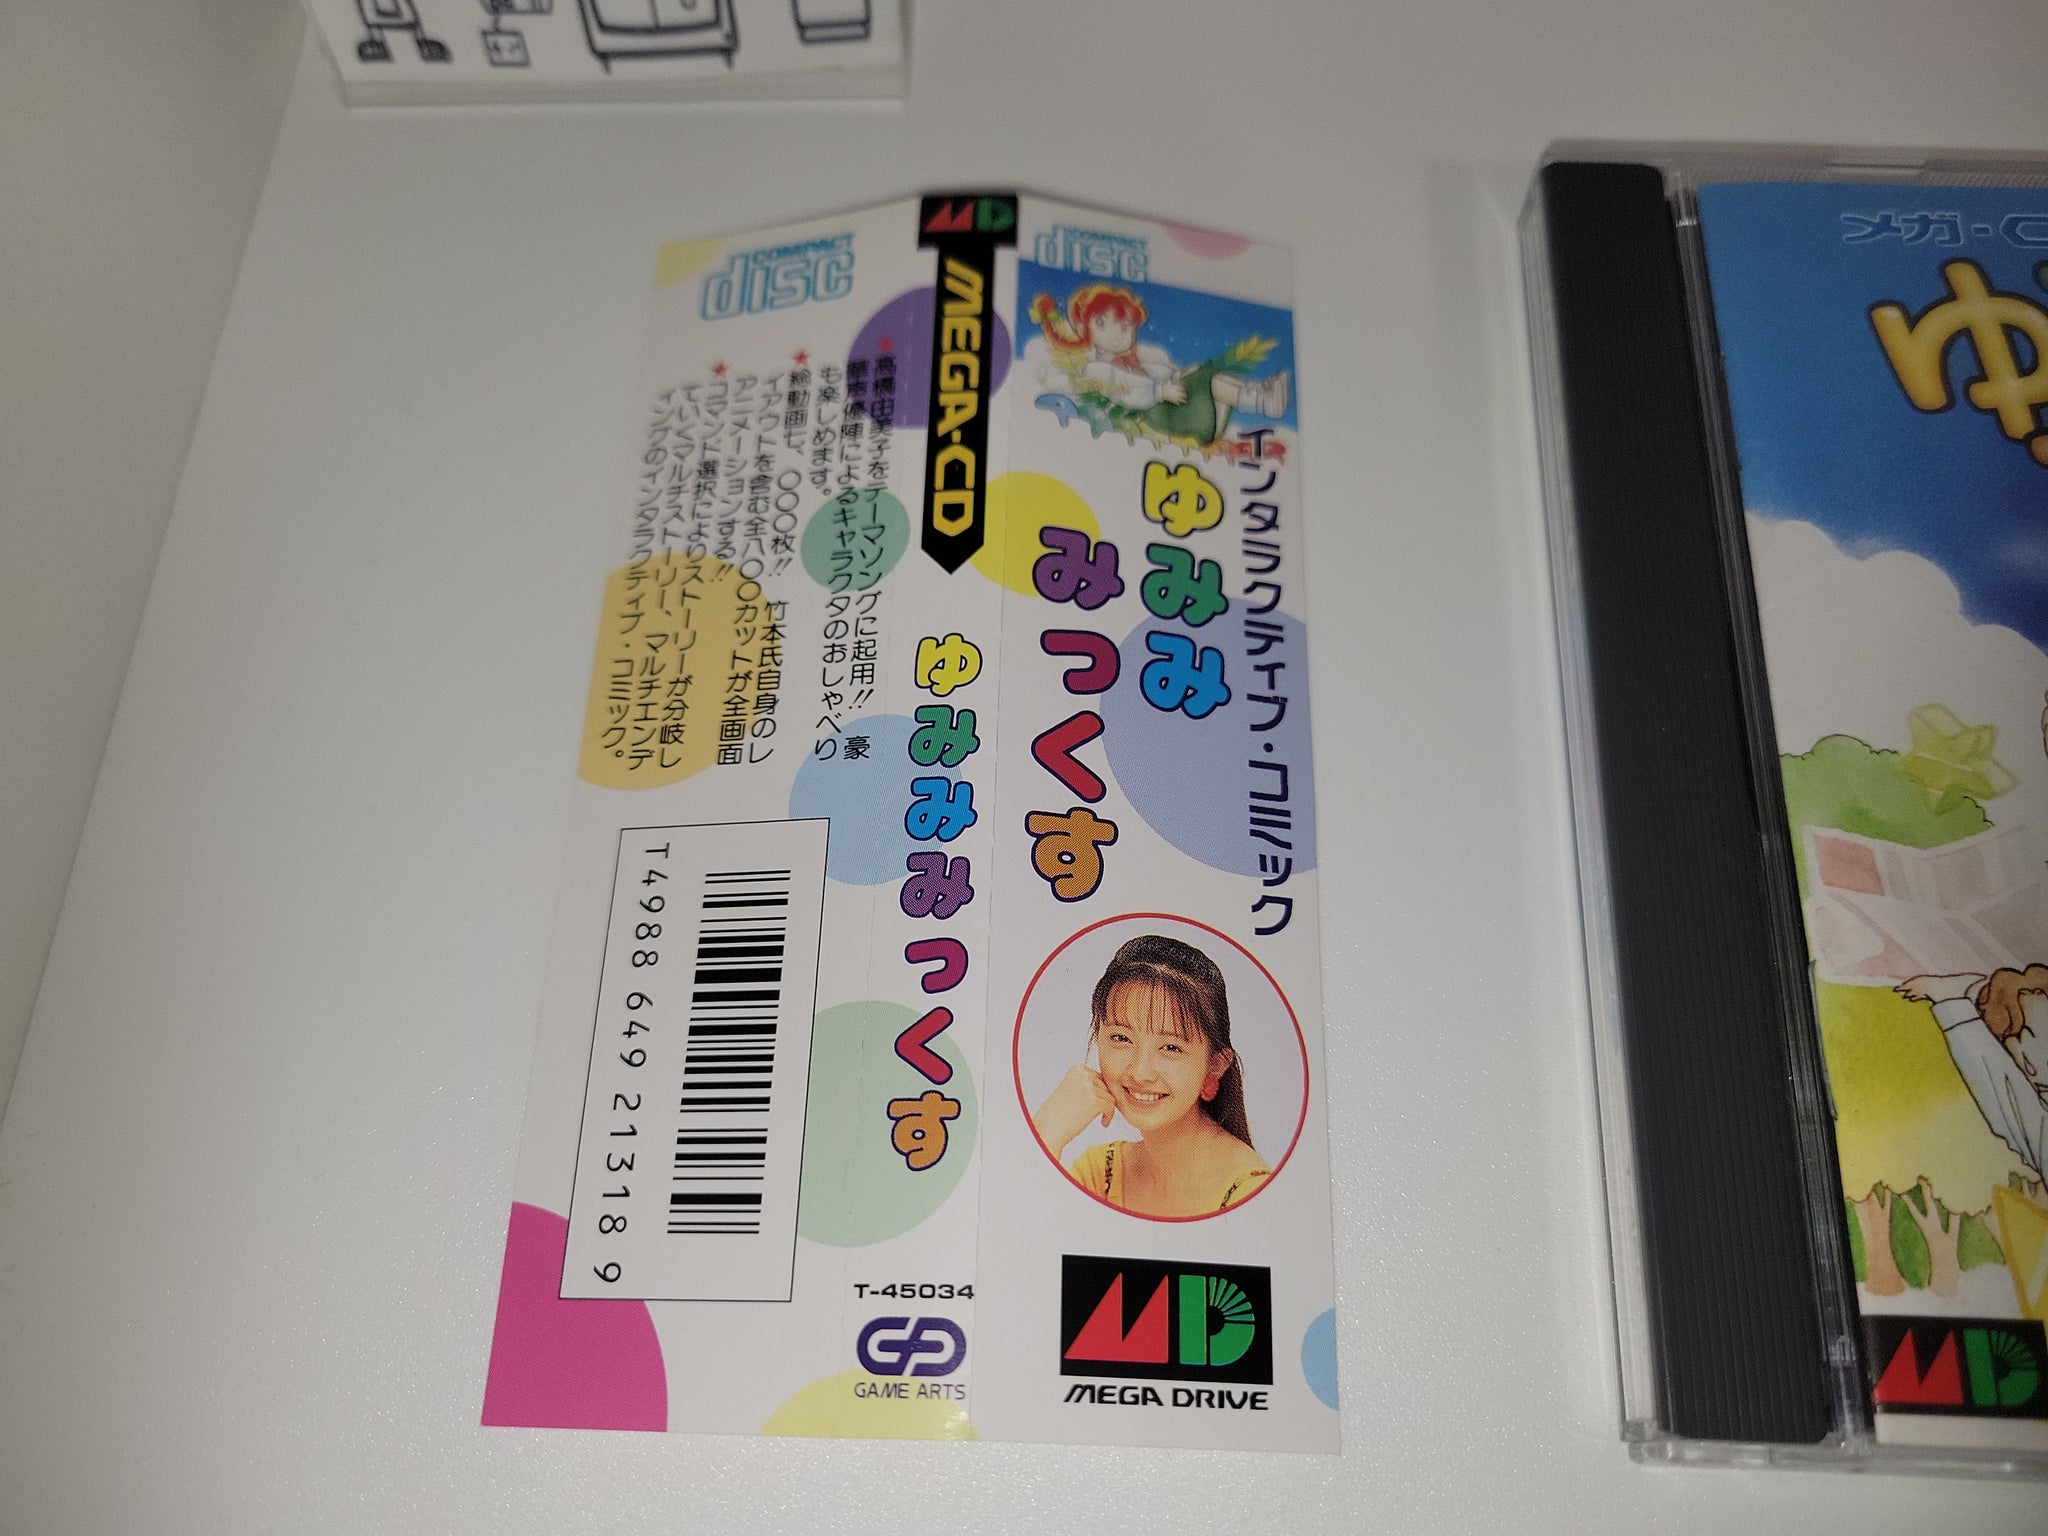 COMPACT
disc
★高橋由美子をテーマソングに起用!! 豪
華声優陣によるキャラクタのおしゃべり
も楽しめます。
★絵動画七、〇〇〇枚!! 竹本氏自身のレ
イアウトを含む全八〇〇カットが全画面
アニメーションする!!
★コマンド選択によりストーリーが分岐し
ていくマルチストーリー、マルチエンデ
ィングのインタラクティブ・コミック。
T4988 649 21318 9
MD
MEGA-CD
ゆみみみっくす
T-45034
GAME ARTS
COMPACT
disc
インタラクティブ・コミック
ゆみみ
みっくす
MD
MEGA DRIVE
メガ-C
ゆ
MD